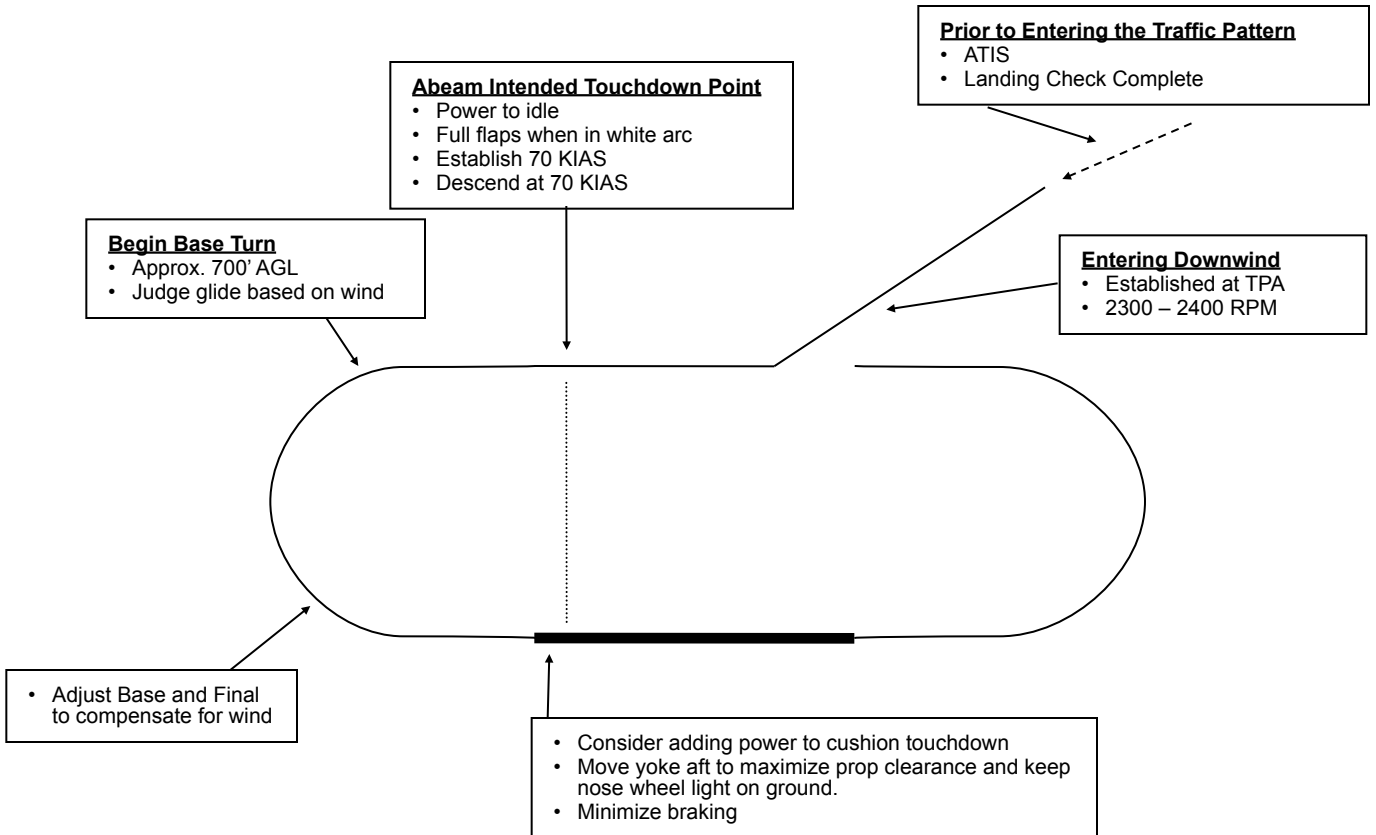 Prior to Entering the Traffic Pattern
• ATIS
• Landing Check Complete
Abeam Intended Touchdown Point
• Power to idle
• Full flaps when in white arc
• Establish 70 KIAS
• Descend at 70 KIAS
Begin Base Turn
• Approx. 700' AGL
• Judge glide based on wind
Entering Downwind
• Established at TPA
• 2300 – 2400 RPM
• Adjust Base and Final
to compensate for wind
• Consider adding power to cushion touchdown
• Move yoke aft to maximize prop clearance and keep
nose wheel light on ground.
• Minimize braking